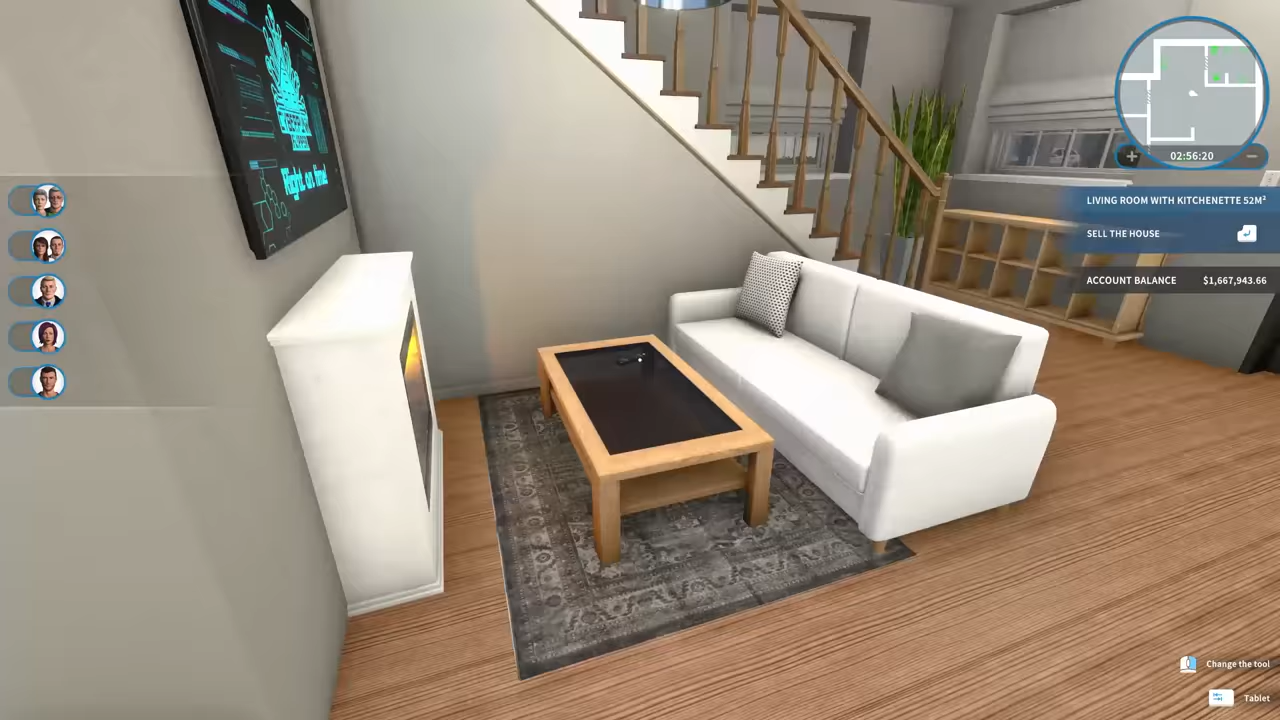 Night on fire!
02:56:20
LIVING ROOM WITH KITCHENETTE 52M²
SELL THE HOUSE
ACCOUNT BALANCE $1,667,943.66
Change the tool
Tablet